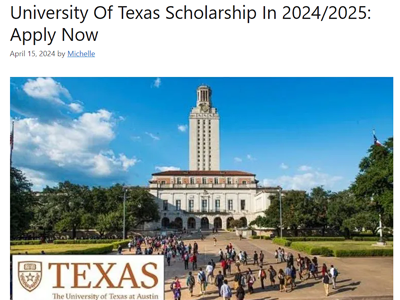 University Of Texas Scholarship In 2024/2025:
Apply Now
April 15, 2024 by Michelle
TEXAS
The University of Texas at Austin